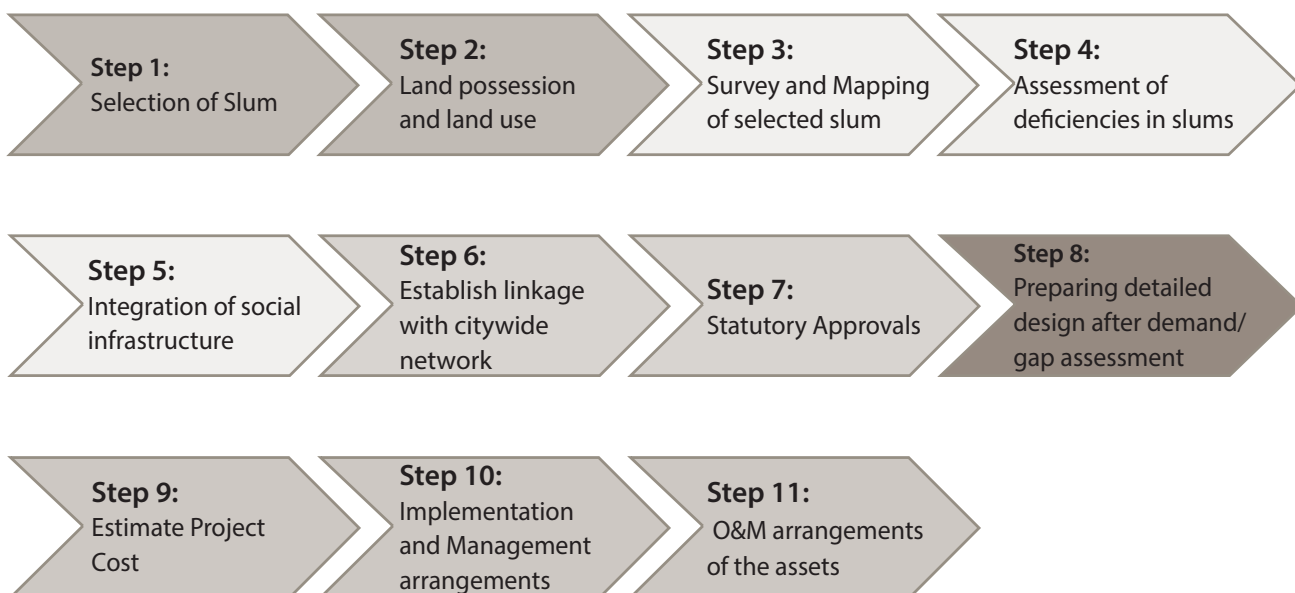 Step 1:
Selection of Slum
Step 2:
Land possession
and land use
Step 3:
Survey and Mapping
of selected slum
Step 4:
Assessment of
deficiencies in slums
Step 5:
Integration of social
infrastructure
Step 6:
Establish linkage
with citywide
network
Step 7:
Statutory Approvals
Step 8:
Preparing detailed
design after demand/
gap assessment
Step 9:
Estimate Project
Cost
Step 10:
Implementation
and Management
arrangements
Step 11:
O&M arrangements
of the assets